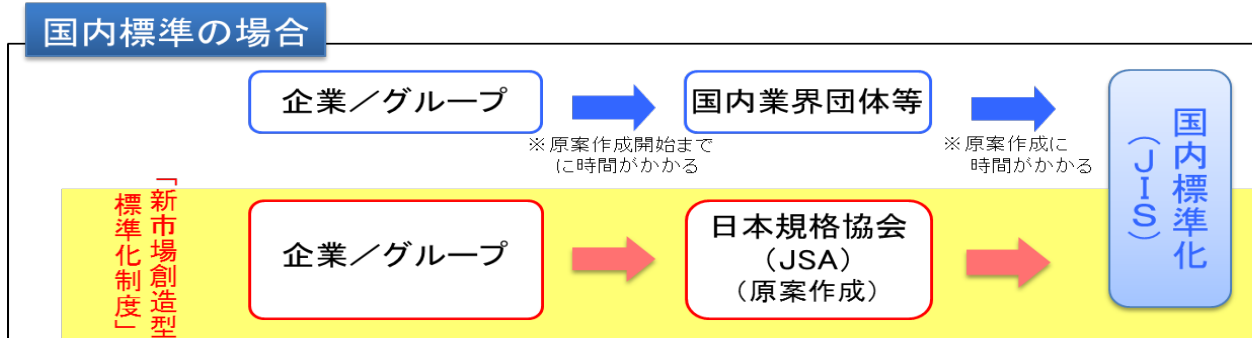 国内標準の場合
企業／グループ
国内業界団体等
※原案作成開始まで
に時間がかかる
※原案作成に
時間がかかる
国内標準化
（ＪＩＳ）
「新市場創造型
標準化制度」
企業／グループ
日本規格協会
（JSA）
（原案作成）